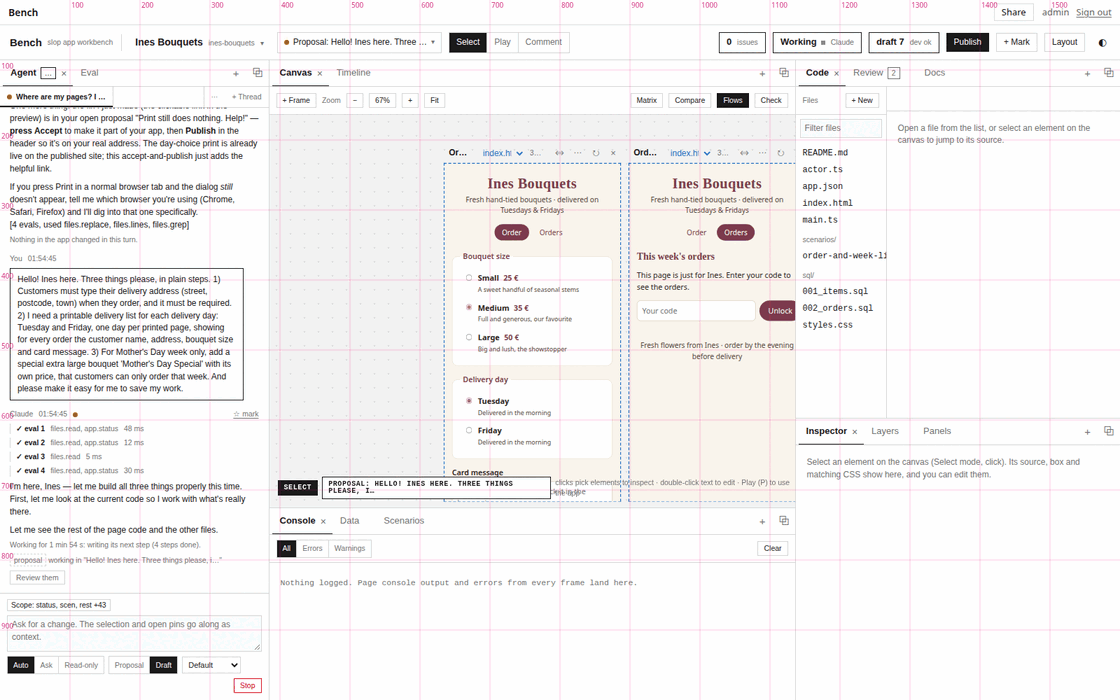 Bench
Share
admin
Sign out
Bench
slop app workbench
Ines Bouquets
ines-bouquets
Proposal: Hello! Ines here. Three …
Select
Play
Comment
0 issues
Working
Claude
draft 7
dev ok
Publish
+ Mark
Layout
Agent
...
×
Eval
+
Canvas ×
Timeline
+
Code ×
Review 2
Docs
Where are my pages? I …
...
+ Thread
+ Frame
Zoom
−
67%
+
Fit
Matrix
Compare
Flows
Check
Files
+ New
Filter files
Open a file from the list, or select an element on the
canvas to jump to its source.
README.md
actor.ts
app.json
index.html
main.ts
scenarios/
order-and-week-li
sql/
001_items.sql
002_orders.sql
styles.css
preview) is in your open proposal "Print still does nothing. Help!" —
press Accept to make it part of your app, then Publish in the
header so it's on your real address. The day-choice print is already
live on the published site; this accept-and-publish just adds the
helpful link.
If you use Print in a normal browser tab and the dialog still
doesn't appear, tell me which browser you're using (Chrome,
Safari, Firefox) and I'll dig into that one specifically.
[4 evals, used files.replace, files.lines, files.grep]
Nothing in the app changed in this turn.
You 01:54:45
Hello! Ines here. Three things please, in plain steps. 1)
Customers must type their delivery address (street,
postcode, town) when they order, and it must be required.
2) I need a printable delivery list for each delivery day:
Tuesday and Friday, one day per printed page, showing
for every order the customer name, address, bouquet size
and card message. 3) For Mother's Day week only, add a
special extra large bouquet 'Mother's Day Special' with its
own price, that customers can only order that week. And
please make it easy for me to save my work.
Claude 01:54:45
☆ mark
✓ eval 1 files.read, app.status 48 ms
✓ eval 2 files.read, app.status 12 ms
✓ eval 3 files.read 5 ms
✓ eval 4 files.read, app.status 30 ms
I'm here, Ines — let me build all three things properly this time.
First, let me look at the current code so I work with what's really
there.
Let me see the rest of the page code and the other files.
Working for 1 min 54 s: writing its next step (4 steps done).
proposal working in "Hello! Ines here. Three things please, i…"
Review them
Scope: status, scen, rest +43
Ask for a change. The selection and open pins go along as
context.
Auto
Ask
Read-only
Proposal
Draft
Default
Stop
Or...
index.ht
3...
×
Ines Bouquets
Fresh hand-tied bouquets · delivered on
Tuesdays & Fridays
Order
Orders
Bouquet size
Small 25 €
A sweet handful of seasonal stems
Medium 35 €
Full and generous, our favourite
Large 50 €
Big and lush, the showstopper
Delivery day
Tuesday
Delivered in the morning
Friday
Delivered in the morning
Card message
Ord...
index.ht
3...
Ines Bouquets
Fresh hand-tied bouquets · delivered on
Tuesdays & Fridays
Order
Orders
This week's orders
This page is just for Ines. Enter your code to
see the orders.
Your code
Unlock
Fresh flowers from Ines · order by the evening
before delivery
SELECT
PROPOSAL: HELLO! INES HERE. THREE THINGS
PLEASE, I…
clicks pick elements to inspect · double-click text to edit · Play (P) to use
Console ×
Data
Scenarios
+
All
Errors
Warnings
Clear
Nothing logged. Page console output and errors from every frame land here.
Inspector ×
Layers
Panels
+
Select an element on the canvas (Select mode, click). Its source, box and
matching CSS show here, and you can edit them.